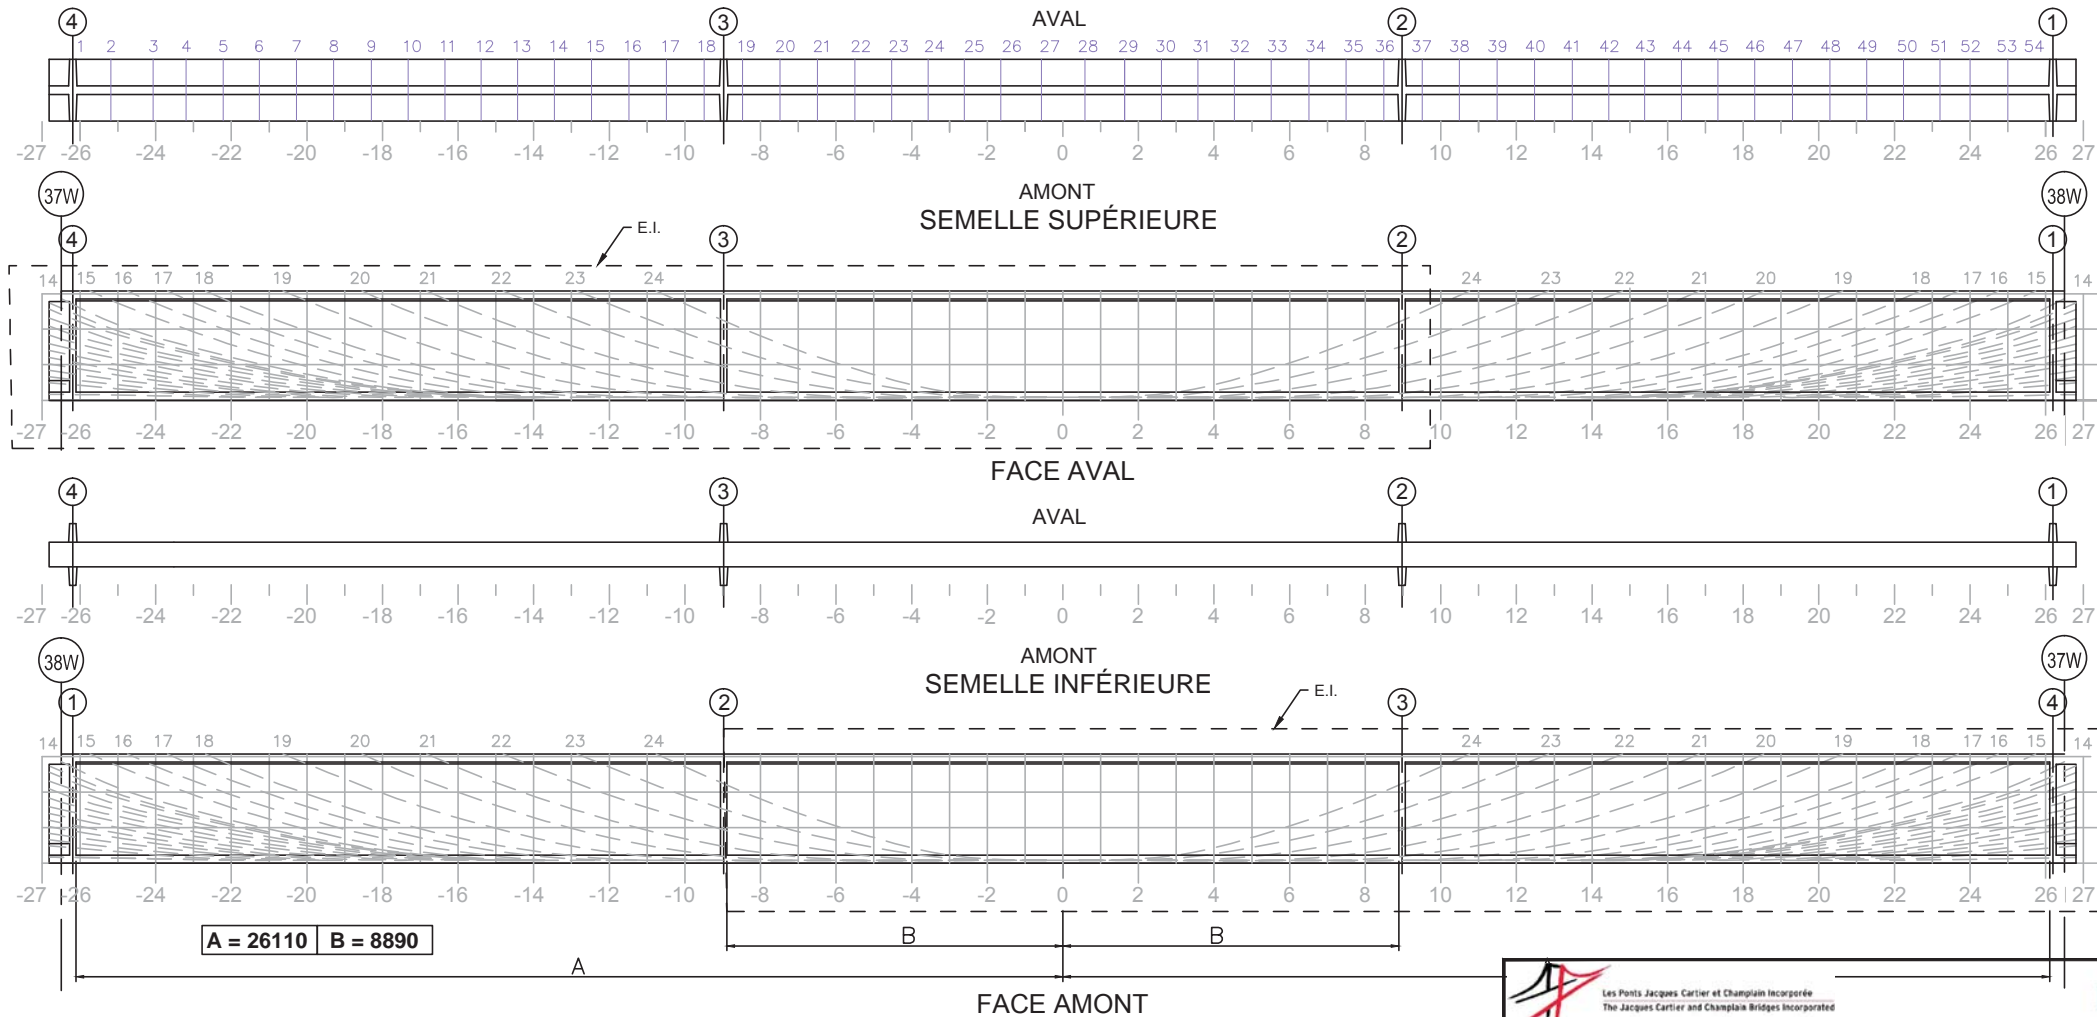 AVAL
4 3 2 1
1 2 3 4 5 6 7 8 9 10 11 12 13 14 15 16 17 18 19 20 21 22 23 24 25 26 27 28 29 30 31 32 33 34 35 36 37 38 39 40 41 42 43 44 45 46 47 48 49 50 51 52 53 54
-27 -26 -24 -22 -20 -18 -16 -14 -12 -10 -8 -6 -4 -2 0 2 4 6 8 10 12 14 16 18 20 22 24 26 27
AMONT
SEMELLE SUPÉRIEURE
37W 38W
E.I.
4 3 2 1
14 15 16 17 18 19 20 21 22 23 24 24 23 22 21 20 19 18 17 16 15 14
-27 -26 -24 -22 -20 -18 -16 -14 -12 -10 -8 -6 -4 -2 0 2 4 6 8 10 12 14 16 18 20 22 24 26 27
FACE AVAL
4 3 2 1
AVAL
-27 -26 -24 -22 -20 -18 -16 -14 -12 -10 -8 -6 -4 -2 0 2 4 6 8 10 12 14 16 18 20 22 24 26 27
AMONT
SEMELLE INFÉRIEURE
38W 37W
E.I.
1 2 3 4
14 15 16 17 18 19 20 21 22 23 24 24 23 22 21 20 19 18 17 16 15 14
-27 -26 -24 -22 -20 -18 -16 -14 -12 -10 -8 -6 -4 -2 0 2 4 6 8 10 12 14 16 18 20 22 24 26 27
A = 26110 B = 8890
B B
A
FACE AMONT
Les Ponts Jacques Cartier et Champlain Incorporée
The Jacques Cartier and Champlain Bridges Incorporated